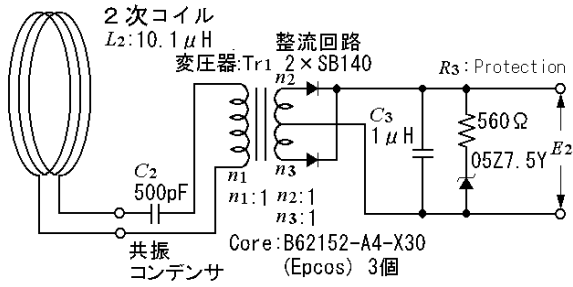 2次コイル
L2:10.1μH
整流回路
変圧器:Tr1 2×SB140
n2
R3:Protection
C3
1μH
560Ω
05Z7.5Y
E2
C2
500pF
n1
n3
n1:1 n2:1
n3:1
共振
コンデンサ
Core:B62152-A4-X30
(Epcos) 3個